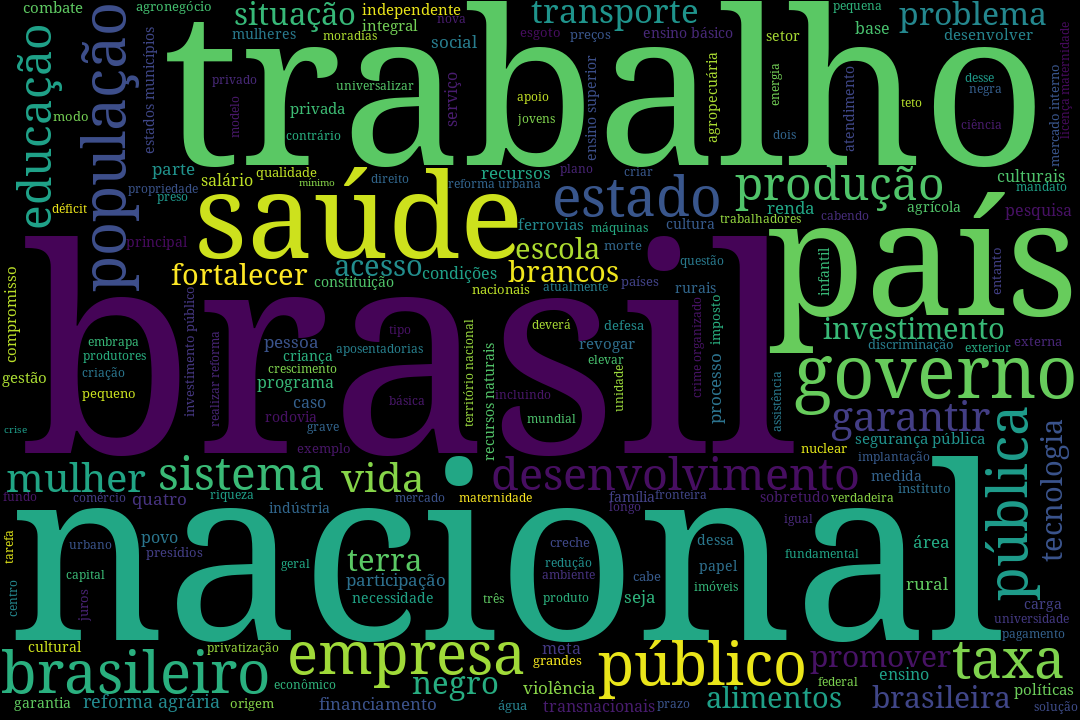 combate
agronegócio
situação
independente
integral
nova
transporte
pequena
problema
mulheres
moradias
social
esgoto
preços
ensino básico
setor
base
desenvolver
educação
população
estados municípios
trabalho
modo
privado
universalizar
serviço
apoio
jovens
ensino superior
agropecuária
energia
atendimento
teto
desse
negra
ciência
mercado interno
licença maternidade
modelo
privada
contrário
dois
parte
salário
qualidade
mínimo
direito
recursos
reforma urbana
plano
criar
produção
culturais
mandato
propriedade
preso
déficit
saúde
estado
renda
trabalhadores
cabendo
agrícola
pesquisa
ferrovias
máquinas
cultura
principal
país
escola
morte
fortalecer
acesso
condições
brancos
questão
infantil
entanto
constituição
nacionais
atualmente
países
rurais
compromisso
investimento público
brasil
tipo
deverá
defesa
imposto
crime organizado
investimento
discriminação
exterior
externa
embrapa
produtores
criação
realizar reforma
pessoa
aposentadorias
criança
crescimento
programa
território nacional
recursos naturais
revogar
elevar
unidade
processo
assistência
governo
gestão
pequeno
caso
básica
incluindo
rodovia
grave
mundial
garantir
segurança pública
pública
tecnologia
crise
exemplo
nuclear
implantação
mulher
sistema
vida
desenvolvimento
medida
instituto
fundo
comércio
quatro
riqueza
indústria
mercado
maternidade
família
fronteira
longo
sobretudo
verdadeira
igual
nacional
tarefa
urbano
povo
presídios
geral
terra
creche
redução
ambiente
dessa
fundamental
área
centro
capital
juros
participação
necessidade
três
produto
cabe
seja
papel
imóveis
rural
carga
universidade
pagamento
cultural
privatização
brasileiro
empresa
meta
grandes
público
promover
taxa
econômico
negro
violência
federal
ensino
políticas
garantia
reforma agrária
origem
financiamento
água
transnacionais
prazo
alimentos
brasileira
solução